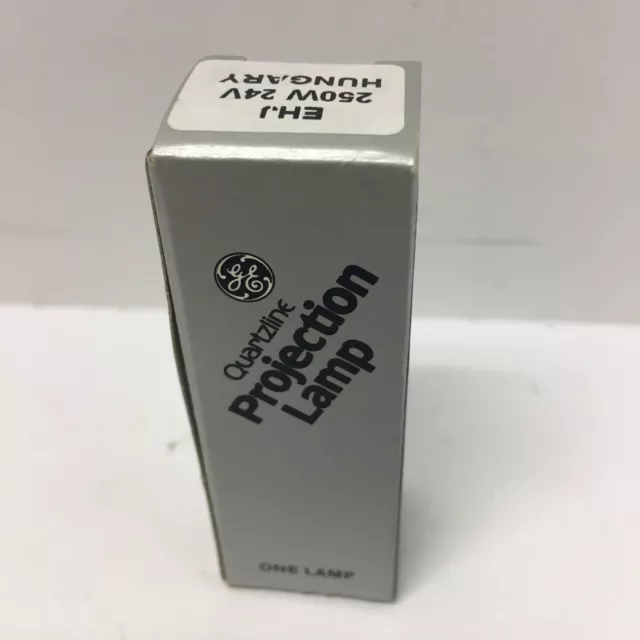 EHJ
250W 24V
HUNGARY
GE
Quartzline
Projection
Lamp
ONE LAMP